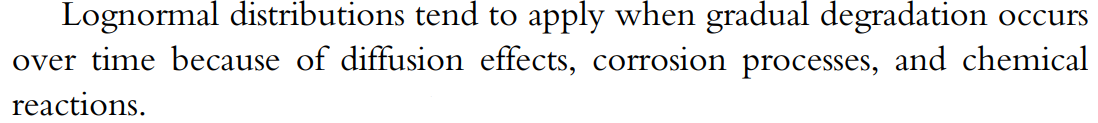 Lognormal distributions tend to apply when gradual degradation occurs
over time because of diffusion effects, corrosion processes, and chemical
reactions.